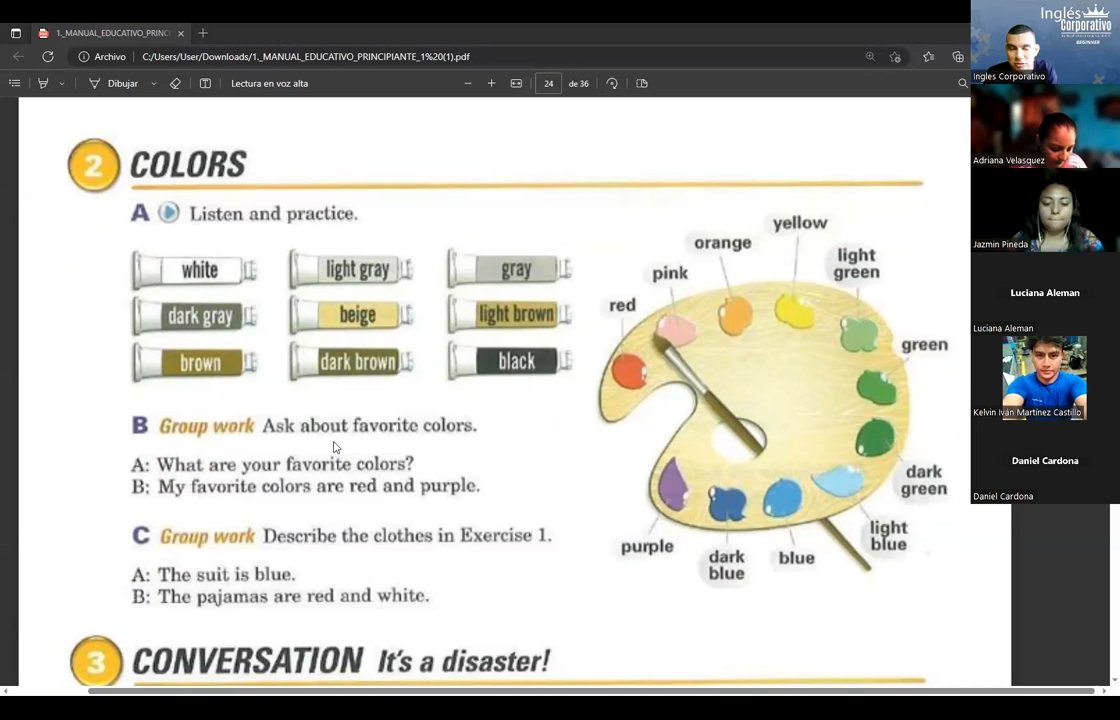 1._MANUAL_EDUCATIVO_PRINC
Archivo
C:/Users/User/Downloads/1._MANUAL_EDUCATIVO_PRINCIPIANTE_1%20(1).pdf
Dibujar
Lectura en voz alta
24
de 36
2 COLORS
A Listen and practice.
white
light gray
gray
dark gray
beige
light brown
brown
dark brown
black
B Group work Ask about favorite colors.
A: What are your favorite colors?
B: My favorite colors are red and purple.
C Group work Describe the clothes in Exercise 1.
A: The suit is blue.
B: The pajamas are red and white.
red
pink
orange
yellow
light
green
green
dark
green
light
blue
blue
dark
blue
purple
3 CONVERSATION It's a disaster!
Inglés
Corporativo
BEGINNER
Ingles Corporativo
Adriana Velasquez
Jazmin Pineda
Luciana Aleman
Luciana Aleman
Kelvin Iván Martínez Castillo
Daniel Cardona
Daniel Cardona